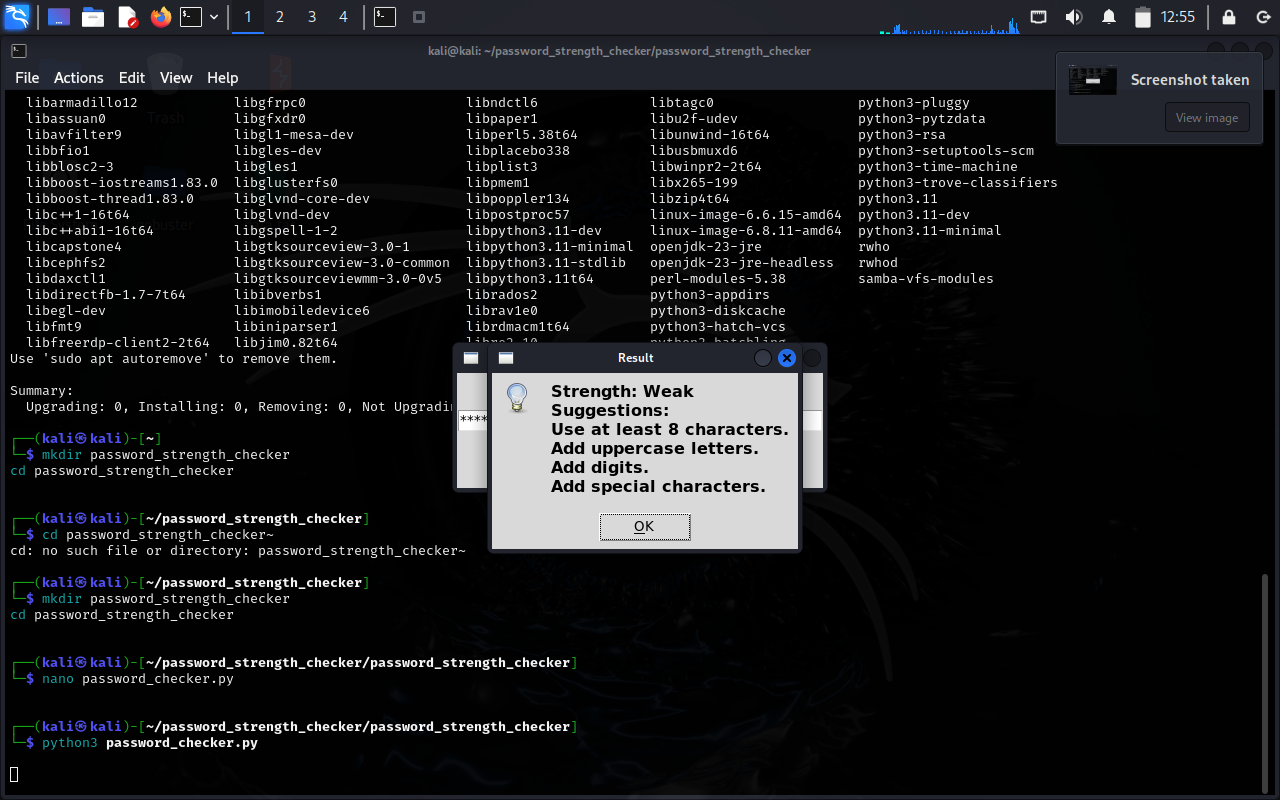 1 2 3 4 12:55
kali@kali: ~/password_strength_checker/password_strength_checker
File Actions Edit View Help
Screenshot taken
View image
Trash
libarmadillo12 libgfrpc0 libndctl6 libtagc0 python3-pluggy
libassuan0 libgfxdr0 libpaper1 libu2f-udev python3-pytzdata
libavfilter9 libgl1-mesa-dev libperl5.38t64 libunwind-16t64 python3-rsa
libbfio1 libgles-dev libplacebo338 libusbmuxd6 python3-setuptools-scm
libblosc2-3 libgles1 libplist3 libwinpr2-2t64 python3-time-machine
libboost-iostreams1.83.0 libglusterfs0 libpmem1 libx265-199 python3-trove-classifiers
libboost-thread1.83.0 libglvnd-core-dev libpoppler134 libzip4t64 python3.11
libc++1-16t64 libglvnd-dev libpostproc57 linux-image-6.6.15-amd64 python3.11-dev
libc++abi1-16t64 libgspell-1-2 libpython3.11-dev linux-image-6.8.11-amd64 python3.11-minimal
libcapstone4 libgtksourceview-3.0-1 libpython3.11-minimal openjdk-23-jre rwho
libcephfs2 libgtksourceview-3.0-common libpython3.11-stdlib openjdk-23-jre-headless rwhod
libdaxctl1 libgtksourceviewmm-3.0-0v5 libpython3.11t64 perl-modules-5.38 samba-vfs-modules
libdirectfb-1.7-7t64 libibverbs1 librados2 python3-appdirs
libegl-dev libimobiledevice6 librav1e0 python3-diskcache
libfmt9 libiniparser1 librdmacm1t64 python3-hatch-vcs
libfreerdp-client2-2t64 libjim0.82t64 python3-hatchling
Use 'sudo apt autoremove' to remove them.
Summary:
Upgrading: 0, Installing: 0, Removing: 0, Not Upgradin
┌──(kali㉿kali)-[~]
└─$ mkdir password_strength_checker
cd password_strength_checker
┌──(kali㉿kali)-[~/password_strength_checker]
└─$ cd password_strength_checker~
cd: no such file or directory: password_strength_checker~
┌──(kali㉿kali)-[~/password_strength_checker]
└─$ mkdir password_strength_checker
cd password_strength_checker
┌──(kali㉿kali)-[~/password_strength_checker/password_strength_checker]
└─$ nano password_checker.py
┌──(kali㉿kali)-[~/password_strength_checker/password_strength_checker]
└─$ python3 password_checker.py
****
Result
Strength: Weak
Suggestions:
Use at least 8 characters.
Add uppercase letters.
Add digits.
Add special characters.
OK